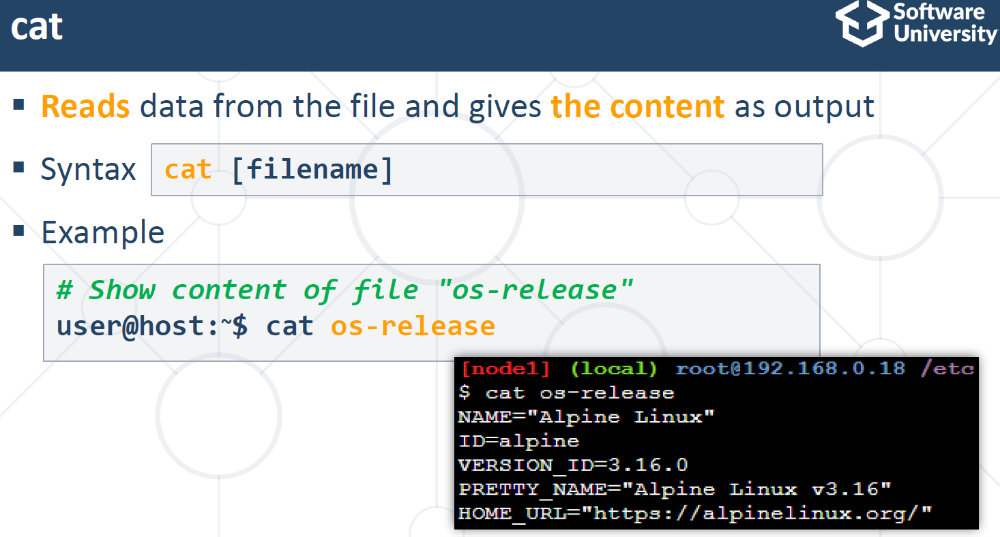 cat
Software
University
▪ Reads data from the file and gives the content as output
▪ Syntax
cat [filename]
▪ Example
# Show content of file "os-release"
user@host:~$ cat os-release
[node1] (local) root@192.168.0.18 /etc
$ cat os-release
NAME="Alpine Linux"
ID=alpine
VERSION_ID=3.16.0
PRETTY_NAME="Alpine Linux v3.16"
HOME_URL="https://alpinelinux.org/"